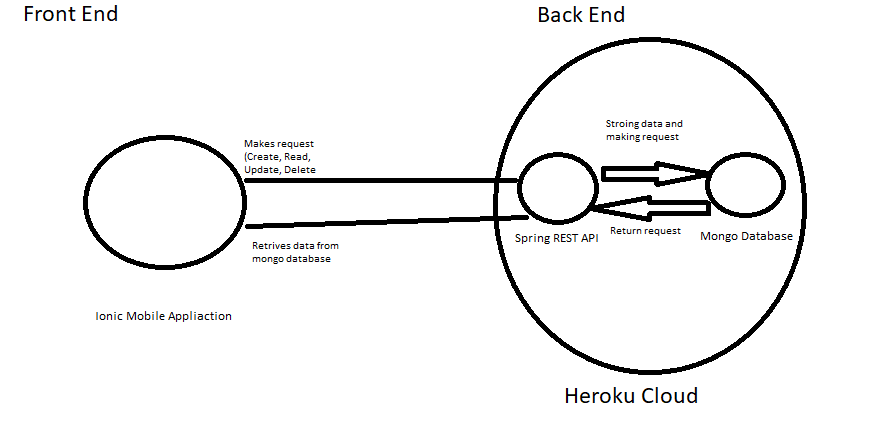 Front End
Back End
Makes request
(Create, Read,
Update, Delete
Stroing data and
making request
Retrives data from
mongo database
Spring REST API
Return request
Mongo Database
Ionic Mobile Appliaction
Heroku Cloud